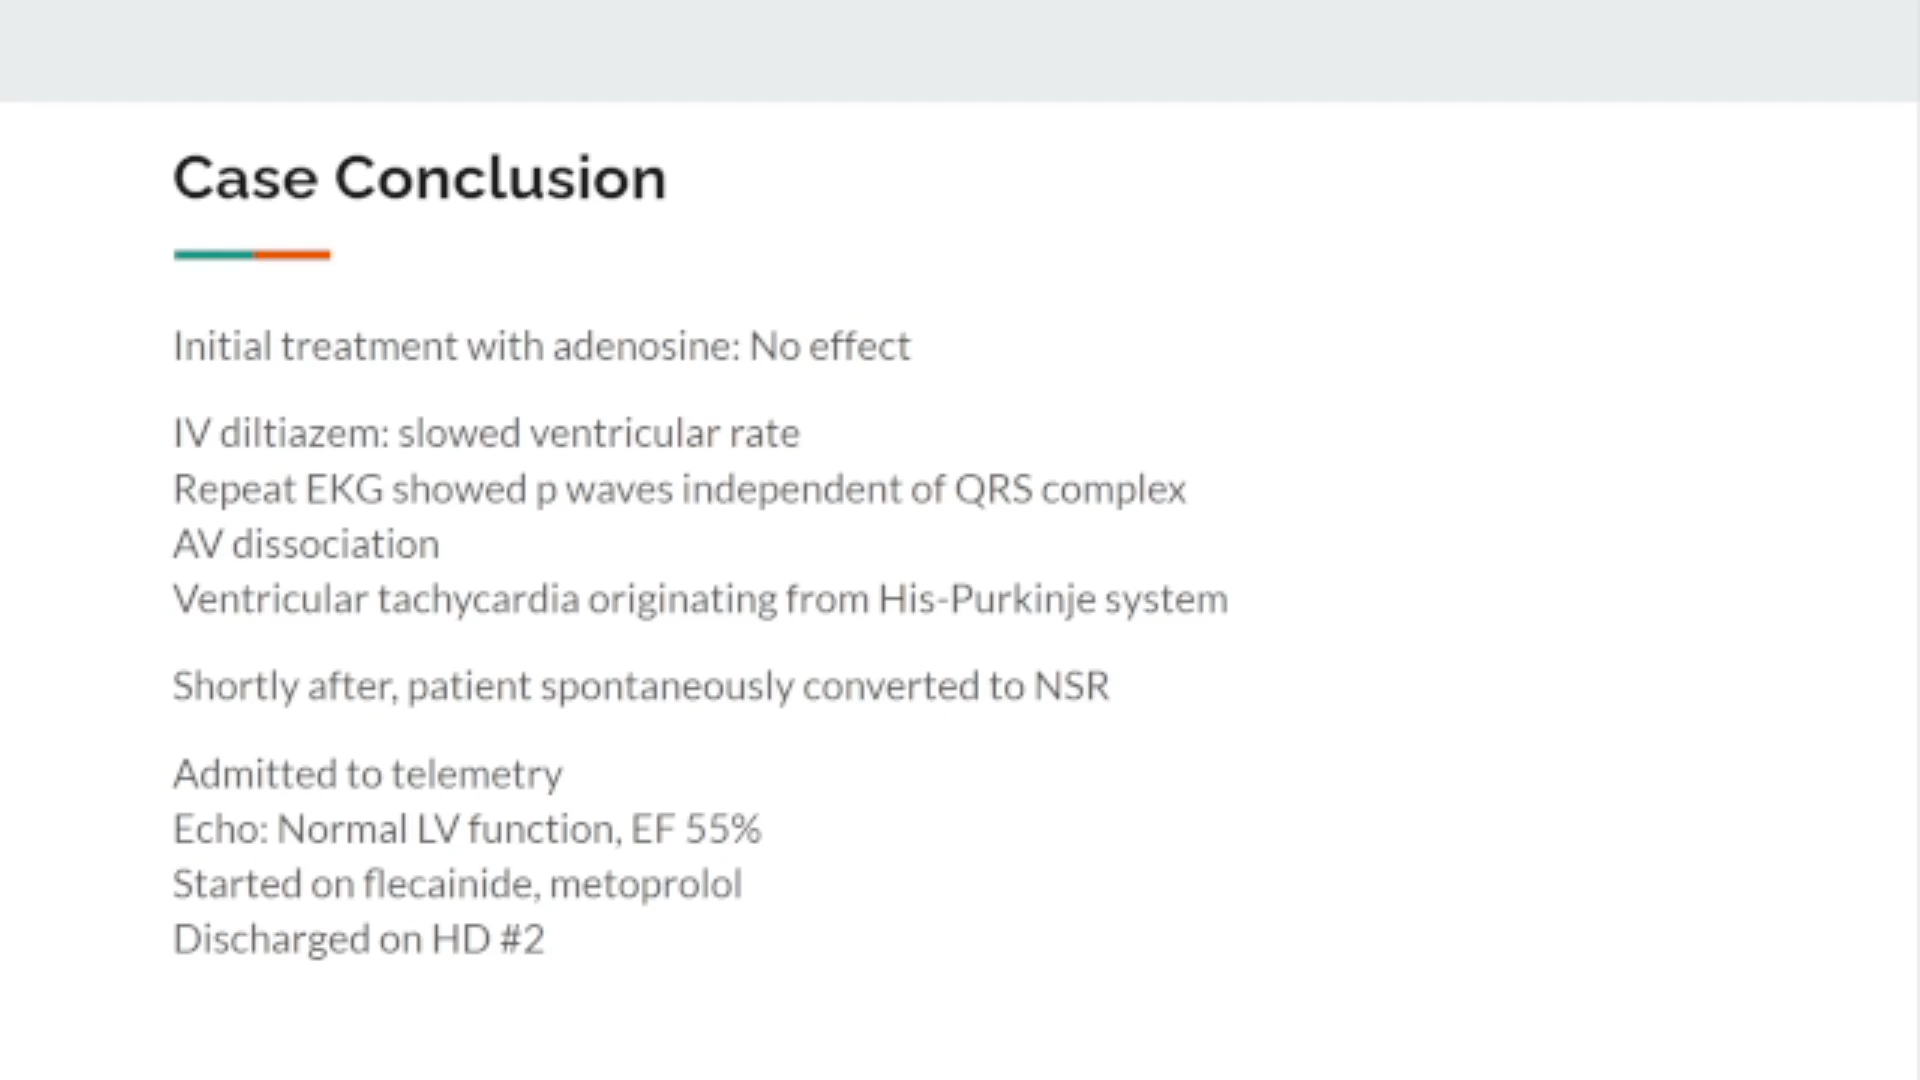 Case Conclusion
Initial treatment with adenosine: No effect
IV diltiazem: slowed ventricular rate
Repeat EKG showed p waves independent of QRS complex
AV dissociation
Ventricular tachycardia originating from His-Purkinje system
Shortly after, patient spontaneously converted to NSR
Admitted to telemetry
Echo: Normal LV function, EF 55%
Started on flecainide, metoprolol
Discharged on HD #2